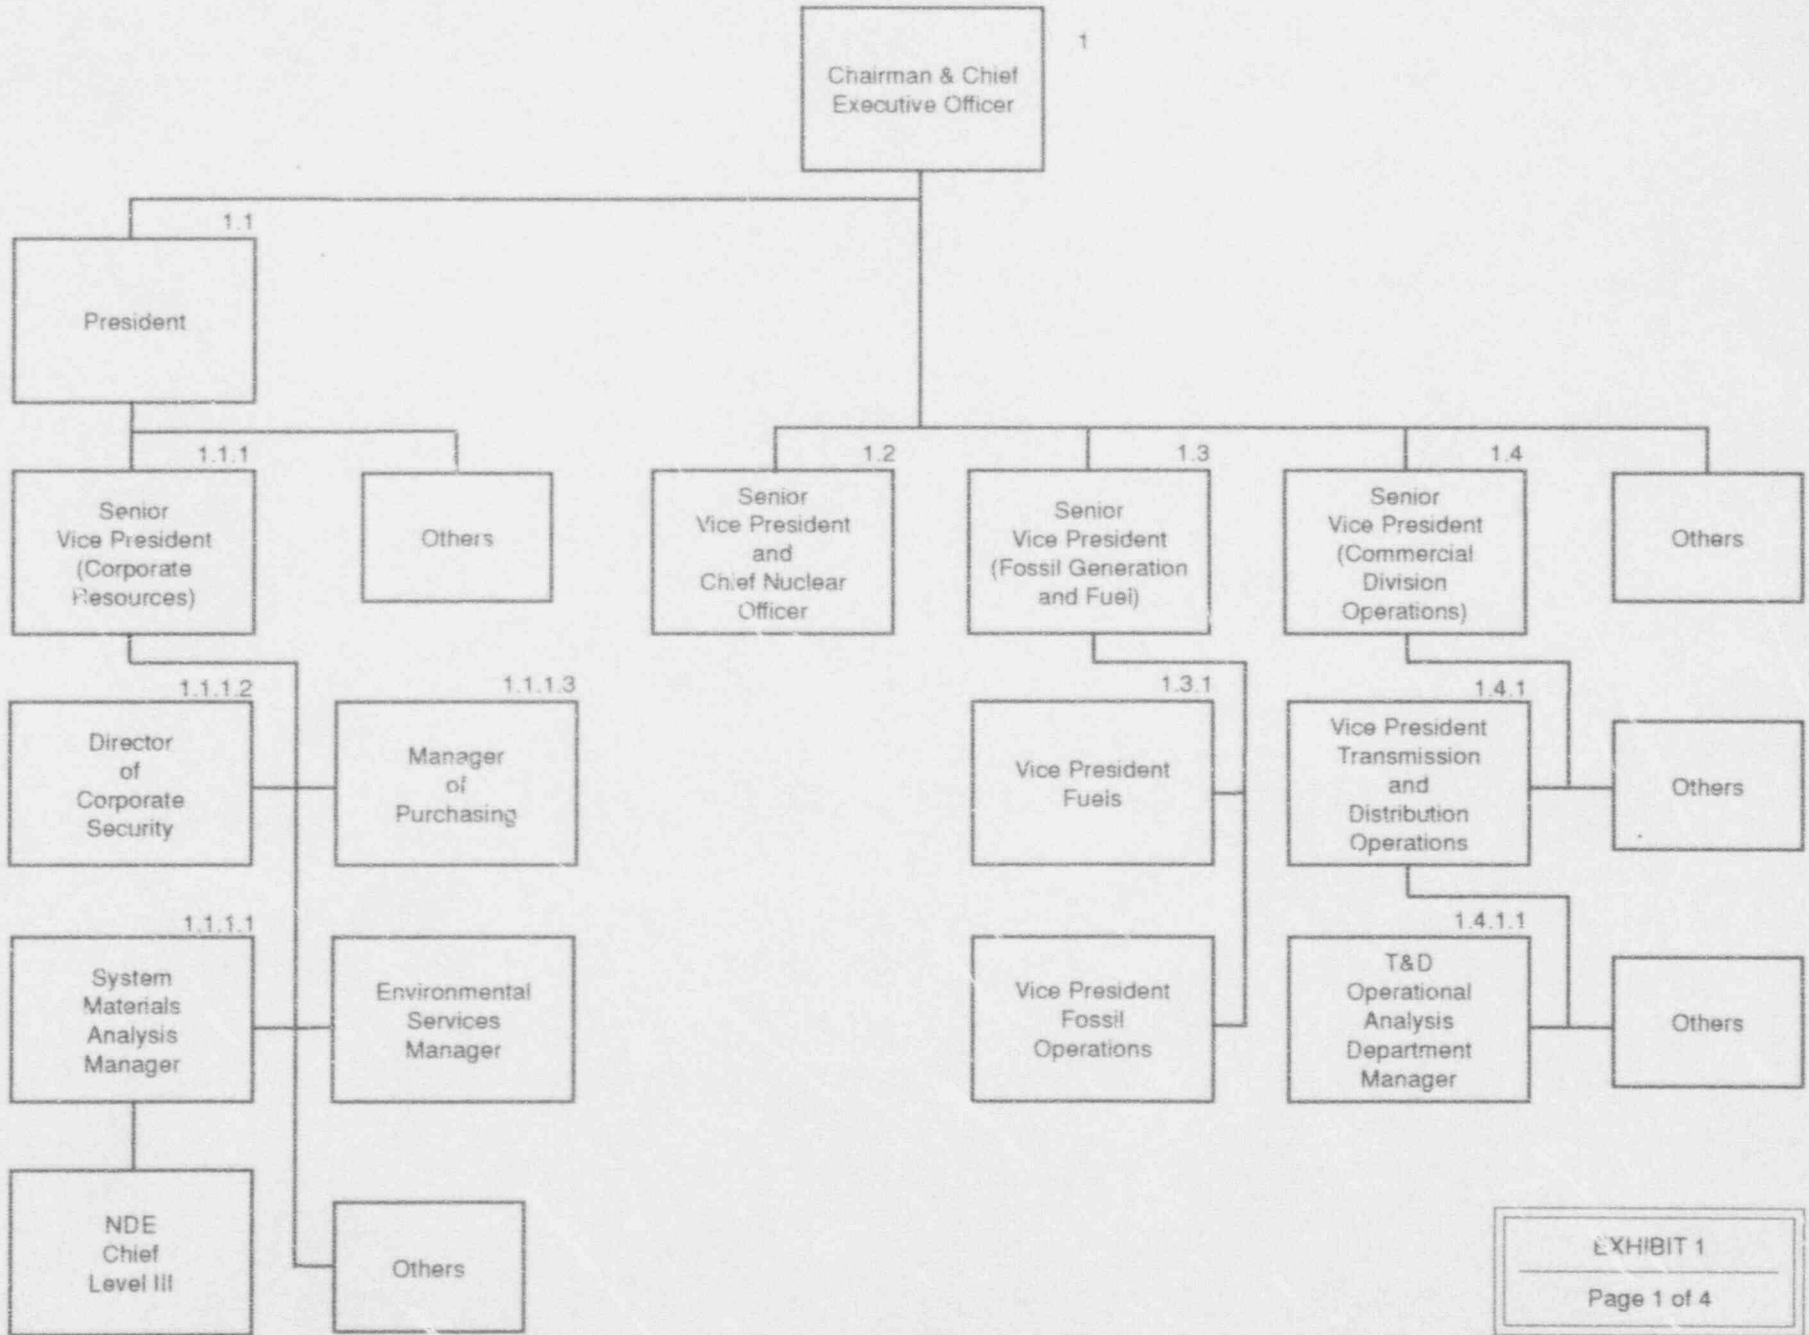 Chairman & Chief
Executive Officer
1
1.1
President
1.1.1
Senior
Vice President
(Corporate
Resources)
Others
1.2
Senior
Vice President
and
Chief Nuclear
Officer
1.3
Senior
Vice President
(Fossil Generation
and Fuel)
1.4
Senior
Vice President
(Commercial
Division
Operations)
Others
1.1.1.2
Director
of
Corporate
Security
1.1.1.3
Manager
of
Purchasing
1.3.1
Vice President
Fuels
1.4.1
Vice President
Transmission
and
Distribution
Operations
Others
1.1.1.1
System
Materials
Analysis
Manager
Environmental
Services
Manager
Vice President
Fossil
Operations
1.4.1.1
T&D
Operational
Analysis
Department
Manager
Others
NDE
Chief
Level III
Others
EXHIBIT 1
Page 1 of 4